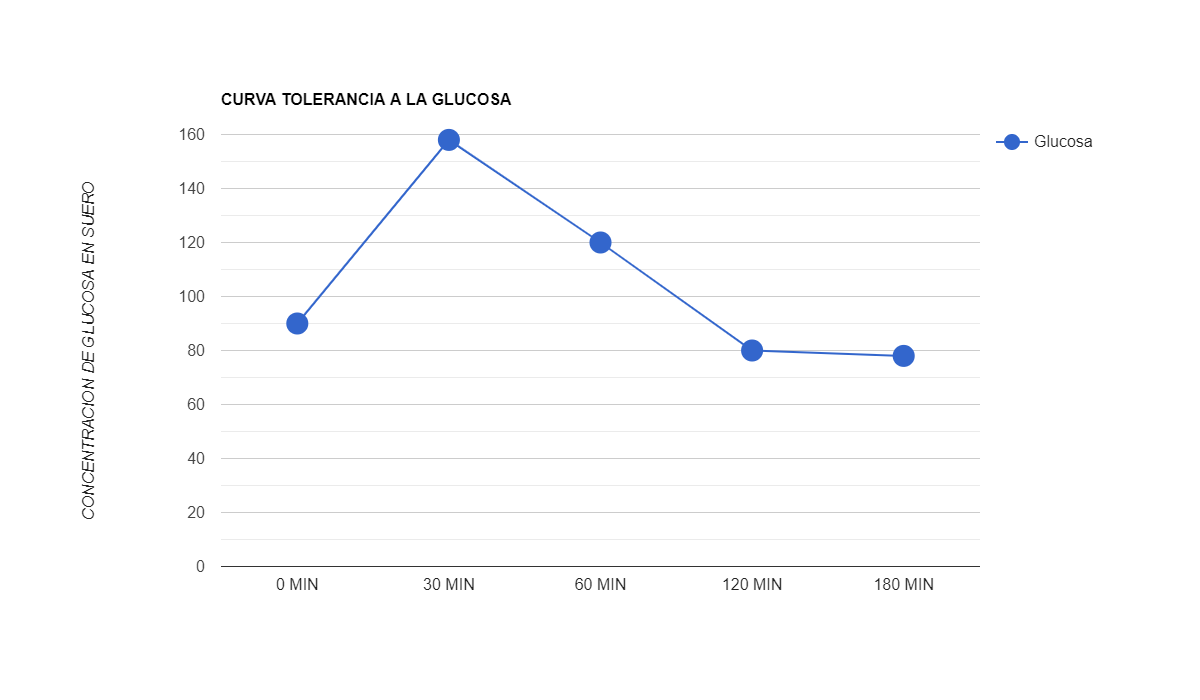 CURVA TOLERANCIA A LA GLUCOSA
Glucosa
CONCENTRACION DE GLUCOSA EN SUERO
160
140
120
100
80
60
40
20
0
0 MIN
30 MIN
60 MIN
120 MIN
180 MIN